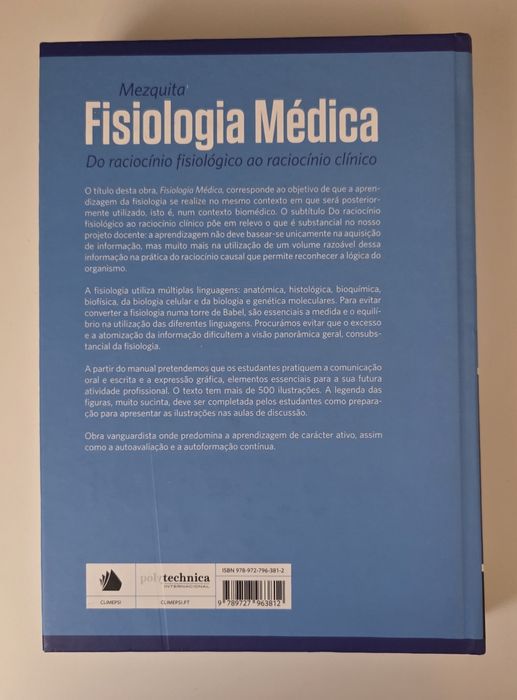 Mezquita
Fisiologia Médica
Do raciocínio fisiológico ao raciocínio clínico
O título desta obra, Fisiologia Médica, corresponde ao objetivo de que a apren-
dizagem da fisiologia se realize no mesmo contexto em que será posterior-
mente utilizado, isto é, num contexto biomédico. O subtítulo Do raciocínio
fisiológico ao raciocínio clínico põe em relevo o que é substancial no nosso
projeto docente: a aprendizagem não deve basear-se unicamente na aquisição
de informação, mas muito mais na utilização de um volume razoável dessa
informação na prática do raciocínio causal que permite reconhecer a lógica do
organismo.
A fisiologia utiliza múltiplas linguagens: anatómica, histológica, bioquímica,
biofísica, da biologia celular e da biologia e genética moleculares. Para evitar
converter a fisiologia numa torre de Babel, são essenciais a medida e o equilí-
brio na utilização das diferentes linguagens. Procurámos evitar que o excesso
e a atomização da informação dificultem a visão panorâmica geral, consubs-
tancial da fisiologia.
A partir do manual pretendemos que os estudantes pratiquem a comunicação
oral e escrita e a expressão gráfica, elementos essenciais para a sua futura
atividade profissional. O texto tem mais de 500 ilustrações. A legenda das
figuras, muito sucinta, deve ser completada pelos estudantes como prepara-
ção para apresentar as ilustrações nas aulas de discussão.
Obra vanguardista onde predomina a aprendizagem de carácter ativo, assim
como a autoavaliação e a autoformação contínua.
ISBN 978-972-796-381-2
polytechnica
INTERNACIONAL
CLIMEPSI
CLIMEPSI.PT
9 789727 963812